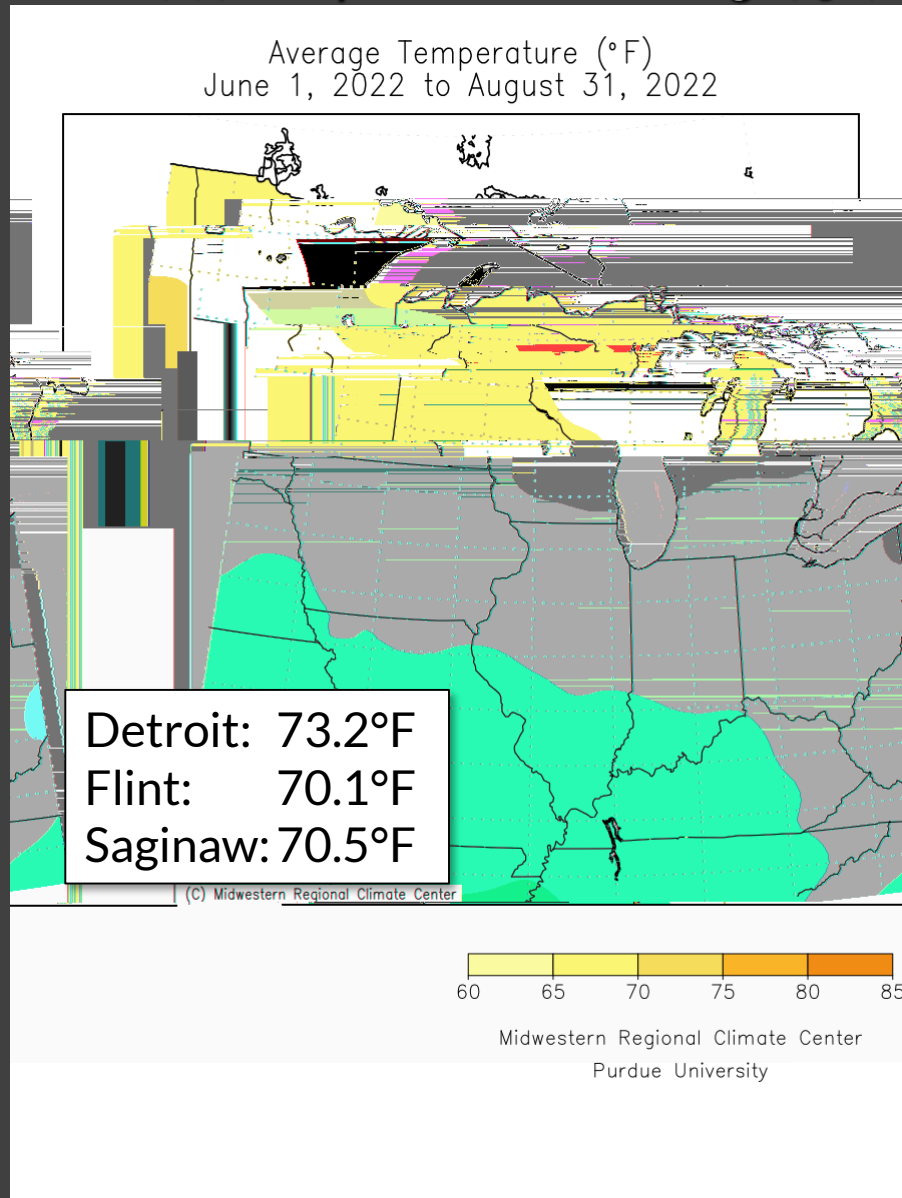 Average Temperature (°F)
June 1, 2022 to August 31, 2022
Detroit: 73.2°F
Flint: 70.1°F
Saginaw: 70.5°F
(C) Midwestern Regional Climate Center
60 65 70 75 80 85
Midwestern Regional Climate Center
Purdue University